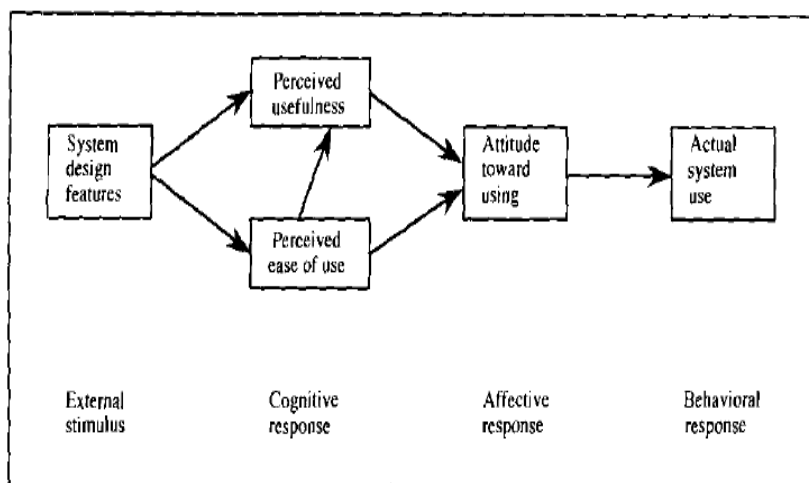 Perceived
usefulness
System
design
features
Attitude
toward
using
Actual
system
use
Perceived
ease of use
External
stimulus
Cognitive
response
Affective
response
Behavioral
response